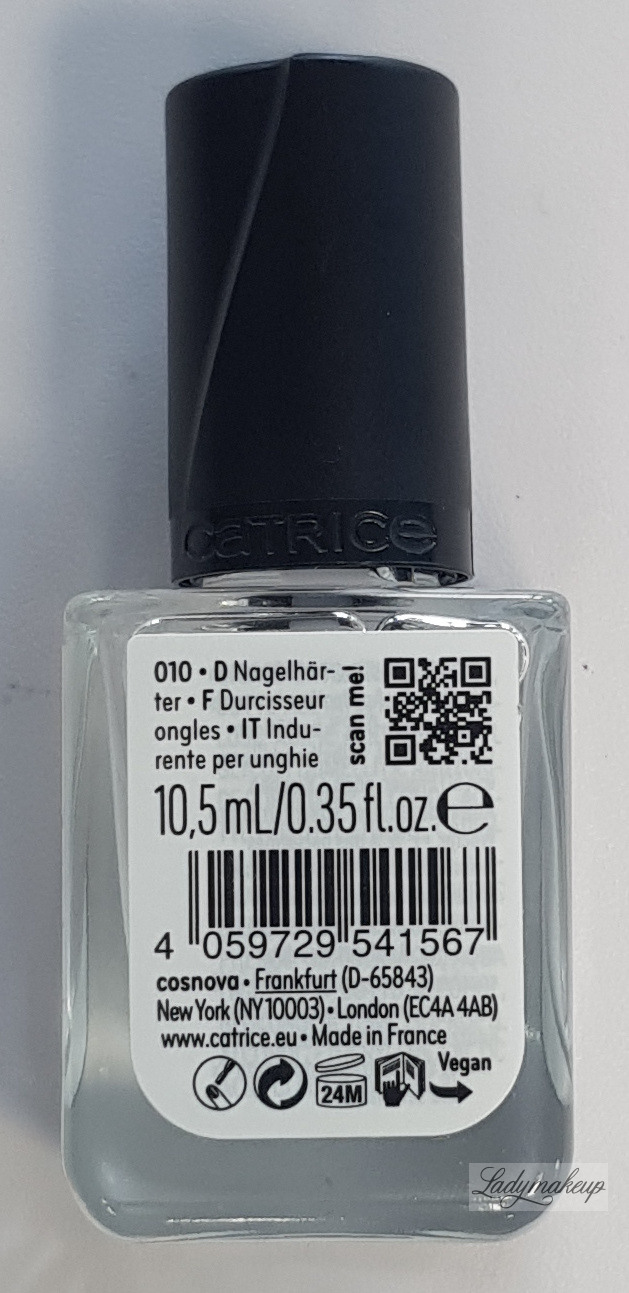 CATRICE
010 • D Nagelhär-
ter • F Durcisseur
ongles • IT Indu-
rente per unghie
scan me!
10,5 mL/0.35 fl.oz. e
4 059729 541567
cosnova • Frankfurt (D-65843)
New York (NY 10003) • London (EC4A 4AB)
www.catrice.eu • Made in France
24M
Vegan
Ladymakeup